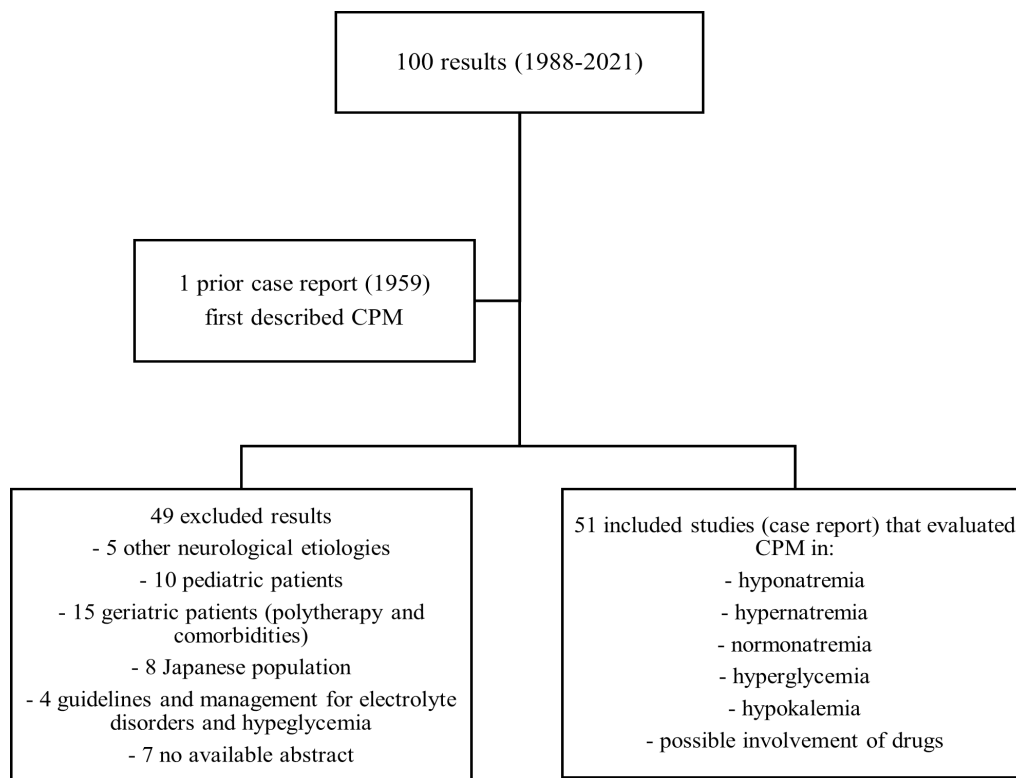 100 results (1988-2021)
1 prior case report (1959)
first described CPM
49 excluded results
- 5 other neurological etiologies
- 10 pediatric patients
- 15 geriatric patients (polytherapy and
comorbidities)
- 8 Japanese population
- 4 guidelines and management for electrolyte
disorders and hypeglycemia
- 7 no available abstract
51 included studies (case report) that evaluated
CPM in:
- hyponatremia
- hypernatremia
- normonatremia
- hyperglycemia
- hypokalemia
- possible involvement of drugs